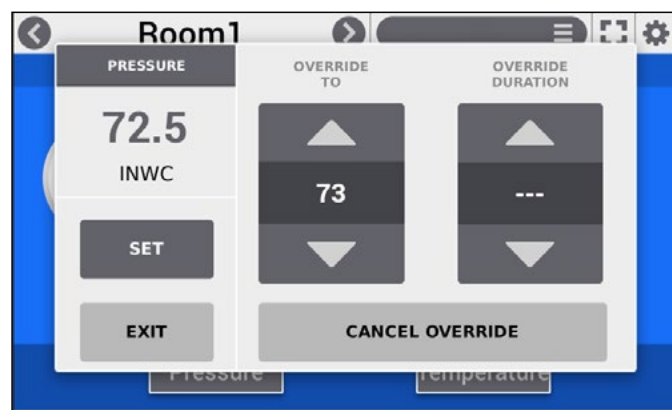 Room1
PRESSURE
72.5
INWC
SET
EXIT
OVERRIDE
TO
73
OVERRIDE
DURATION
---
CANCEL OVERRIDE
Pressure
Temperature